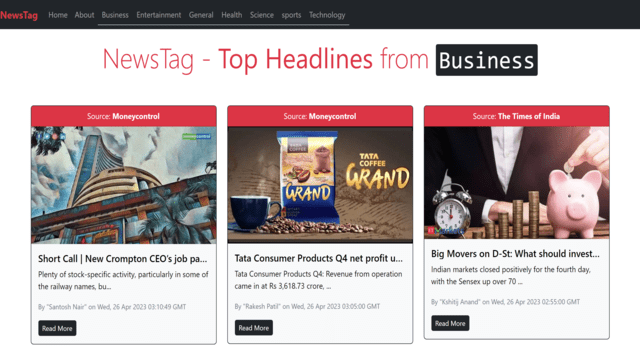 NewsTag Home About Business Entertainment General Health Science sports Technology
NewsTag - Top Headlines from Business
Source: Moneycontrol
Short Call | New Crompton CEO's job pa...
Plenty of stock-specific activity, particularly in some of
the railway names, bu...
By "Santosh Nair" on Wed, 26 Apr 2023 03:10:49 GMT
Read More
Source: Moneycontrol
TATA
COFFEE
GRAND
TATA
COFFEE
GRAND
Tata Consumer Products Q4 net profit u...
Tata Consumer Products Q4: Revenue from operation
came in at Rs 3,618.73 crore, ...
By "Rakesh Patil" on Wed, 26 Apr 2023 03:05:00 GMT
Read More
Source: The Times of India
Big Movers on D-St: What should invest...
Indian markets closed positively for the fourth day,
with the Sensex up over 70 ...
By "Kshitij Anand" on Wed, 26 Apr 2023 02:55:00 GMT
Read More